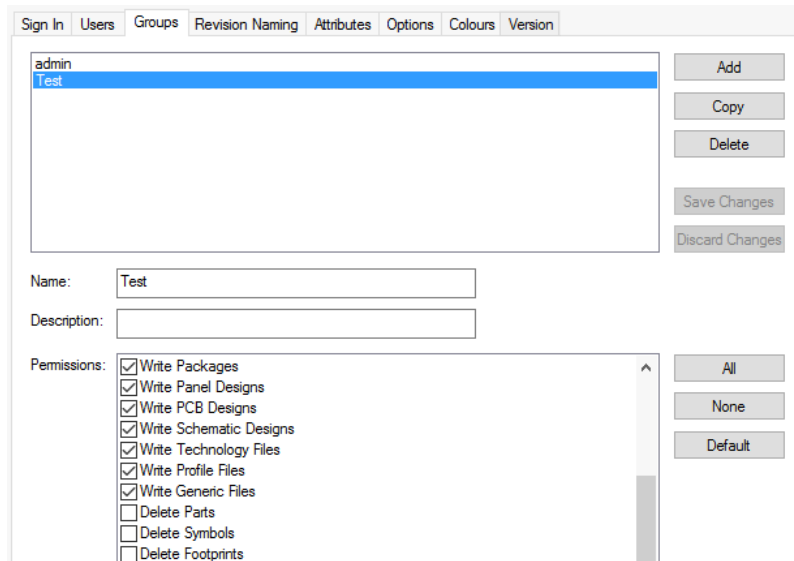 Sign In Users Groups Revision Naming Attributes Options Colours Version
admin
Test
Add
Copy
Delete
Save Changes
Discard Changes
Name: Test
Description:
Permissions:
Write Packages
Write Panel Designs
Write PCB Designs
Write Schematic Designs
Write Technology Files
Write Profile Files
Write Generic Files
Delete Parts
Delete Symbols
Delete Footprints
All
None
Default